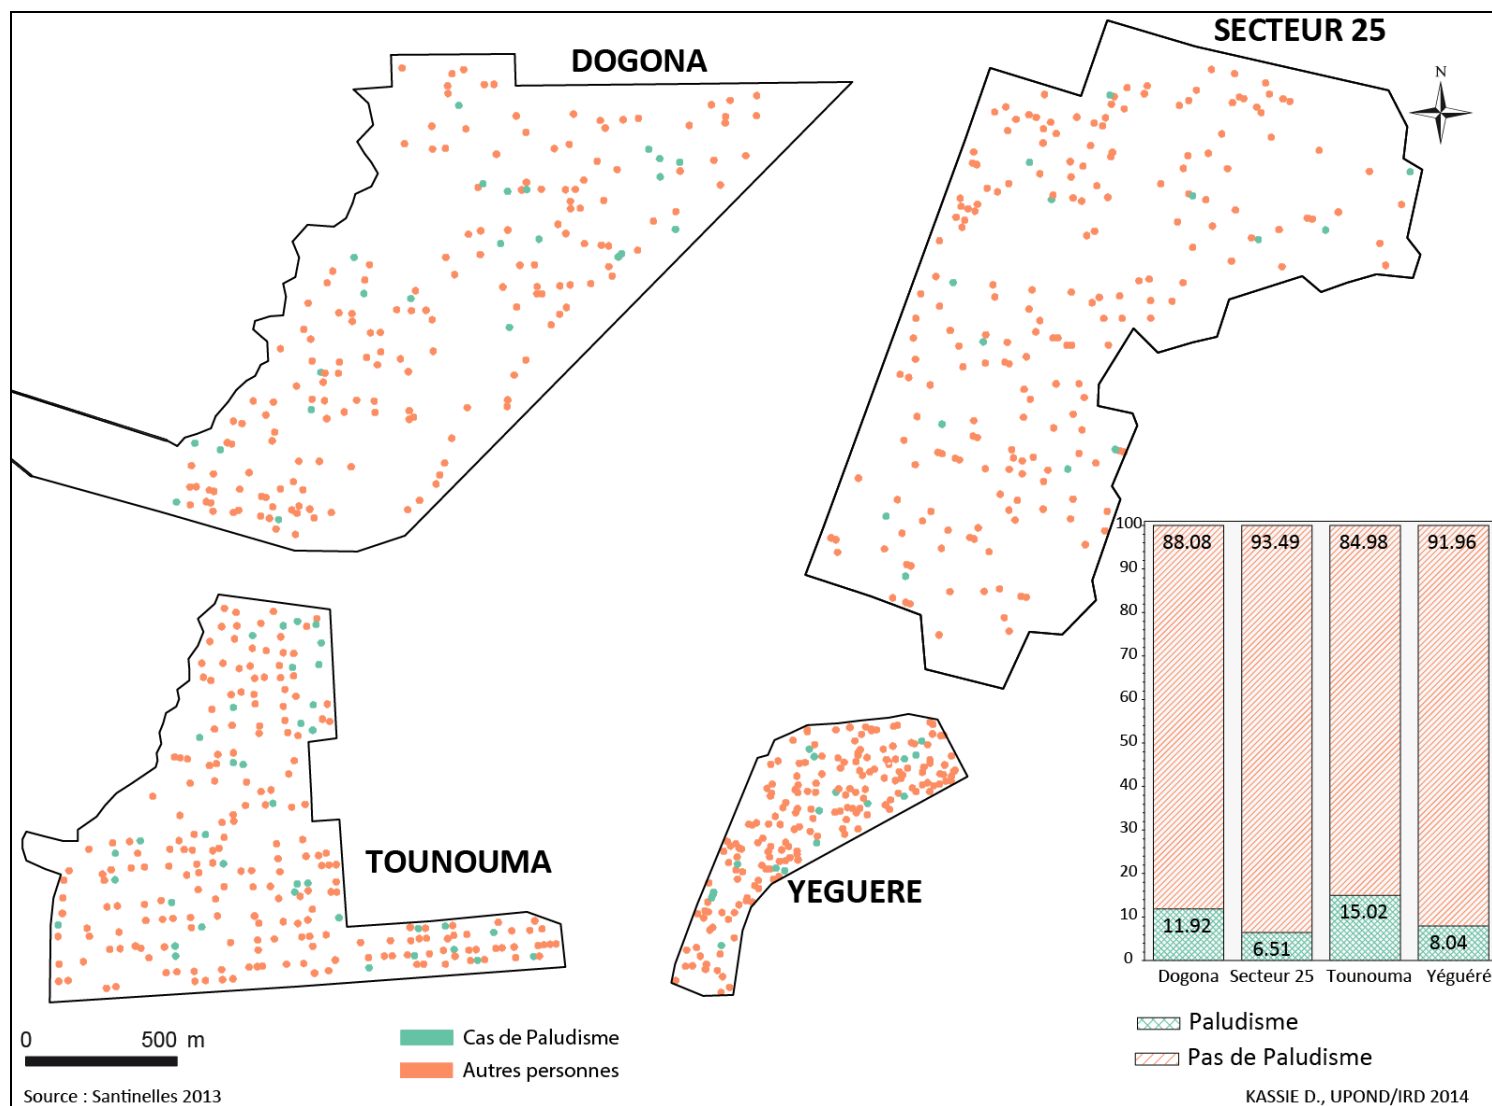 SECTEUR 25
DOGONA
N
TOUNOUMA
YEGUERE
100
90
80
70
60
50
40
30
20
10
0
88.08
93.49
84.98
91.96
11.92
6.51
15.02
8.04
Dogona
Secteur 25
Tounouma
Yéguéré
Paludisme
Pas de Paludisme
0 500 m
Cas de Paludisme
Autres personnes
Source : Santinelles 2013
KASSIE D., UPOND/IRD 2014